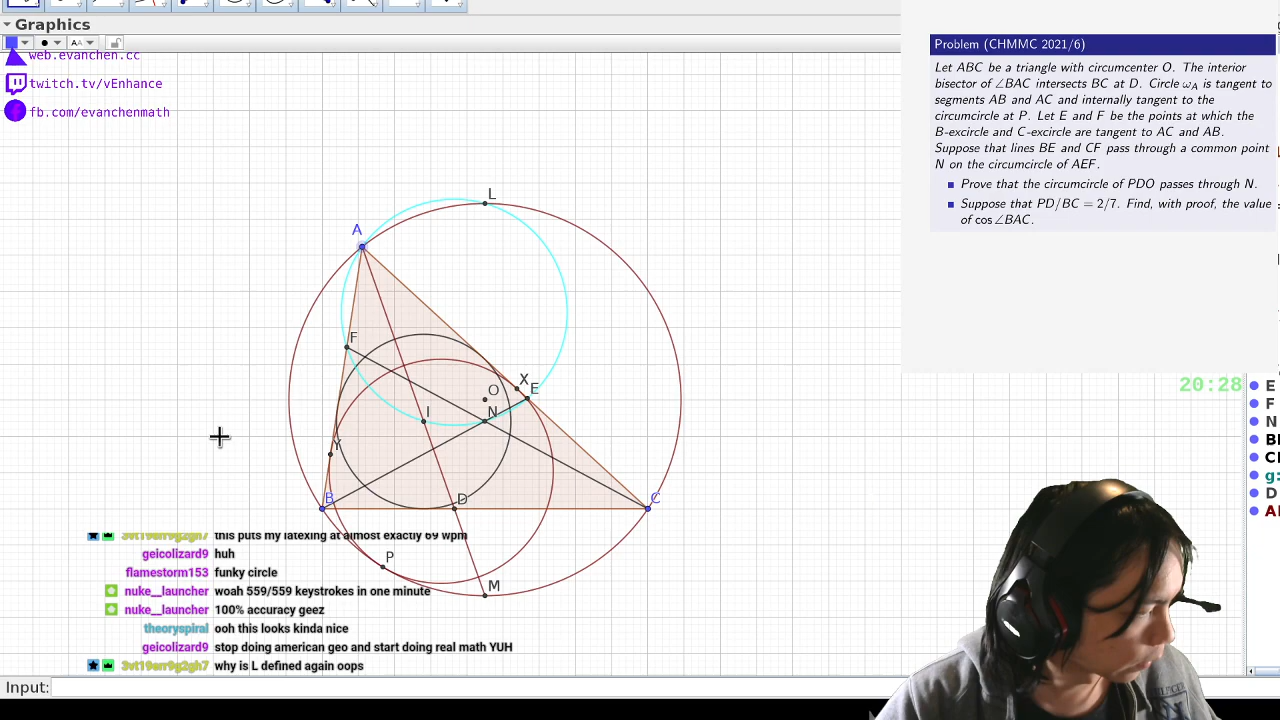 Graphics
web.evanchen.cc
twitch.tv/vEnhance
fb.com/evanchenmath
Problem (CHMMC 2021/6)
Let ABC be a triangle with circumcenter O. The interior
bisector of ∠BAC intersects BC at D. Circle ωA is tangent to
segments AB and AC and internally tangent to the
circumcircle at P. Let E and F be the points at which the
B-excircle and C-excircle are tangent to AC and AB.
Suppose that lines BE and CF pass through a common point
N on the circumcircle of AEF.
Prove that the circumcircle of PDO passes through N.
Suppose that PD/BC = 2/7. Find, with proof, the value
of cos ∠BAC.
L
A
F
X
E
O
I
N
Y
B
D
C
P
M
20:28
E
F
N
D
3vt19arr9g2gh7 this puts my latexing at almost exactly 69 wpm
geicolizard9 huh
flamestorm153 funky circle
nuke__launcher woah 559/559 keystrokes in one minute
nuke__launcher 100% accuracy geez
theoryspiral ooh this looks kinda nice
geicolizard9 stop doing american geo and start doing real math YUH
3vt19arr9g2gh7 why is L defined again oops
Input: